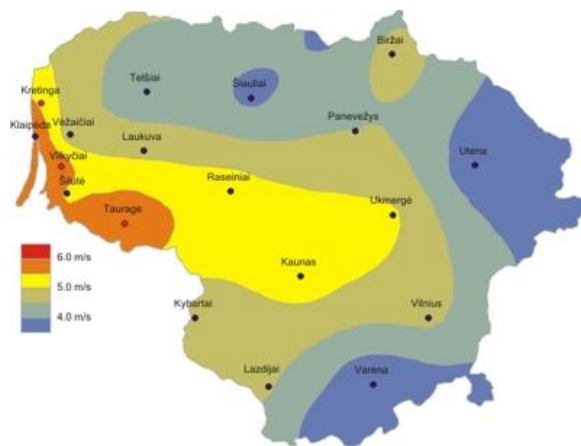 Biržai
Telšiai
Šiauliai
Kretinga
Panevėžys
Klaipėda
Vėžaičiai
Laukuva
Vilkyčiai
Utena
Šilutė
Raseiniai
Tauragė
Ukmergė
6.0 m/s
5.0 m/s
4.0 m/s
Kaunas
Kybartai
Vilnius
Lazdijai
Varėna